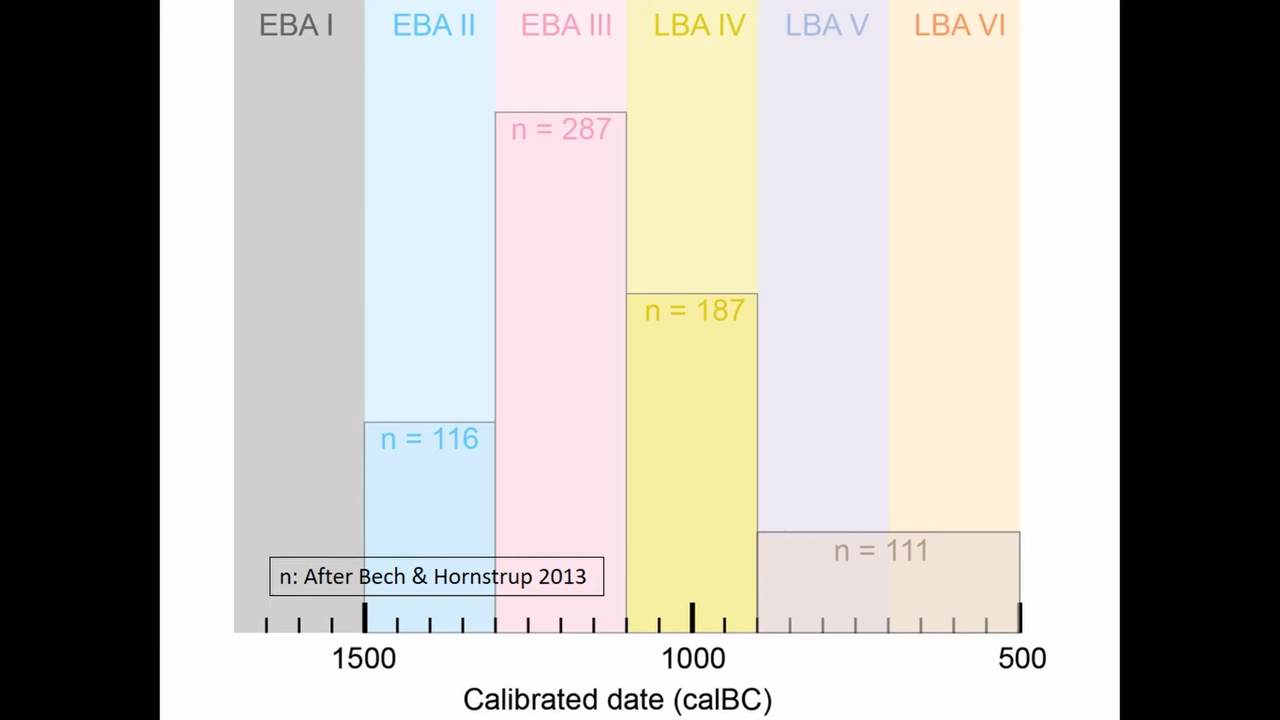 EBA I EBA II EBA III LBA IV LBA V LBA VI
n = 287
n = 187
n = 116
n = 111
n: After Bech & Hornstrup 2013
1500 1000 500
Calibrated date (calBC)